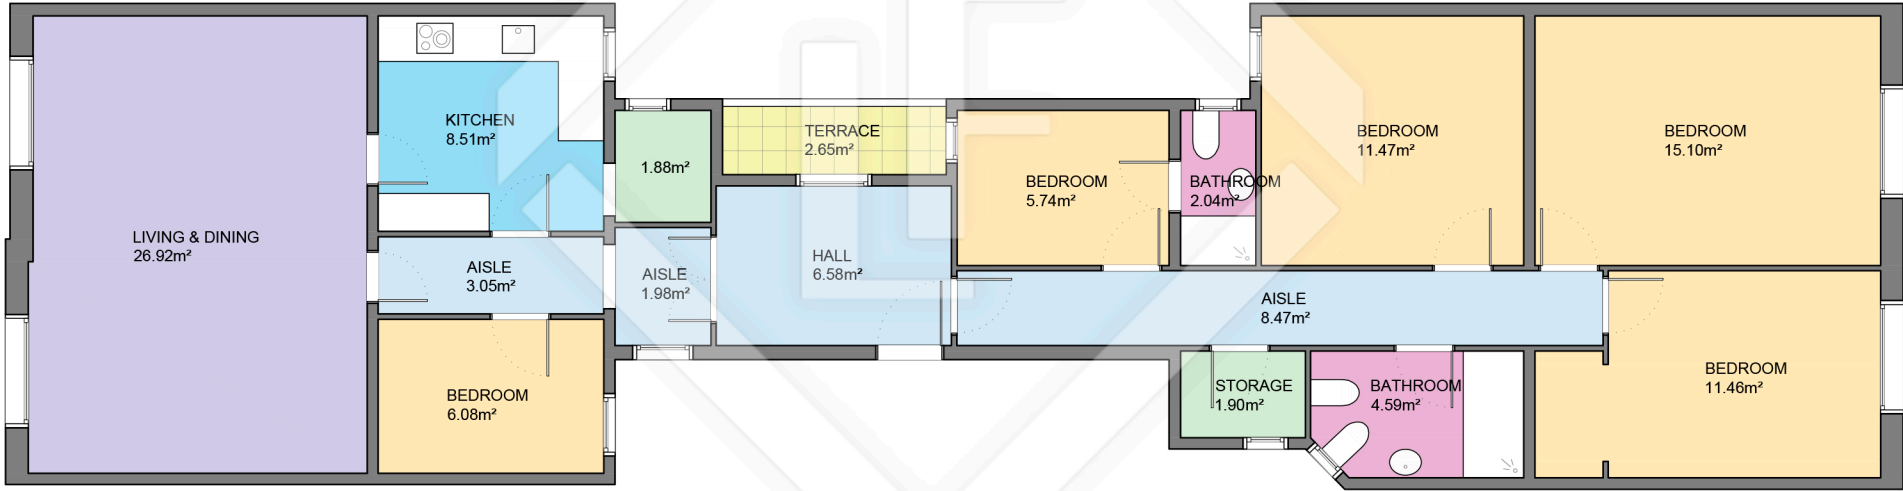 LIVING & DINING
26.92m²
KITCHEN
8.51m²
AISLE
3.05m²
BEDROOM
6.08m²
1.88m²
AISLE
1.98m²
TERRACE
2.65m²
HALL
6.58m²
BEDROOM
5.74m²
BATHROOM
2.04m²
BEDROOM
11.47m²
BEDROOM
15.10m²
AISLE
8.47m²
STORAGE
1.90m²
BATHROOM
4.59m²
BEDROOM
11.46m²